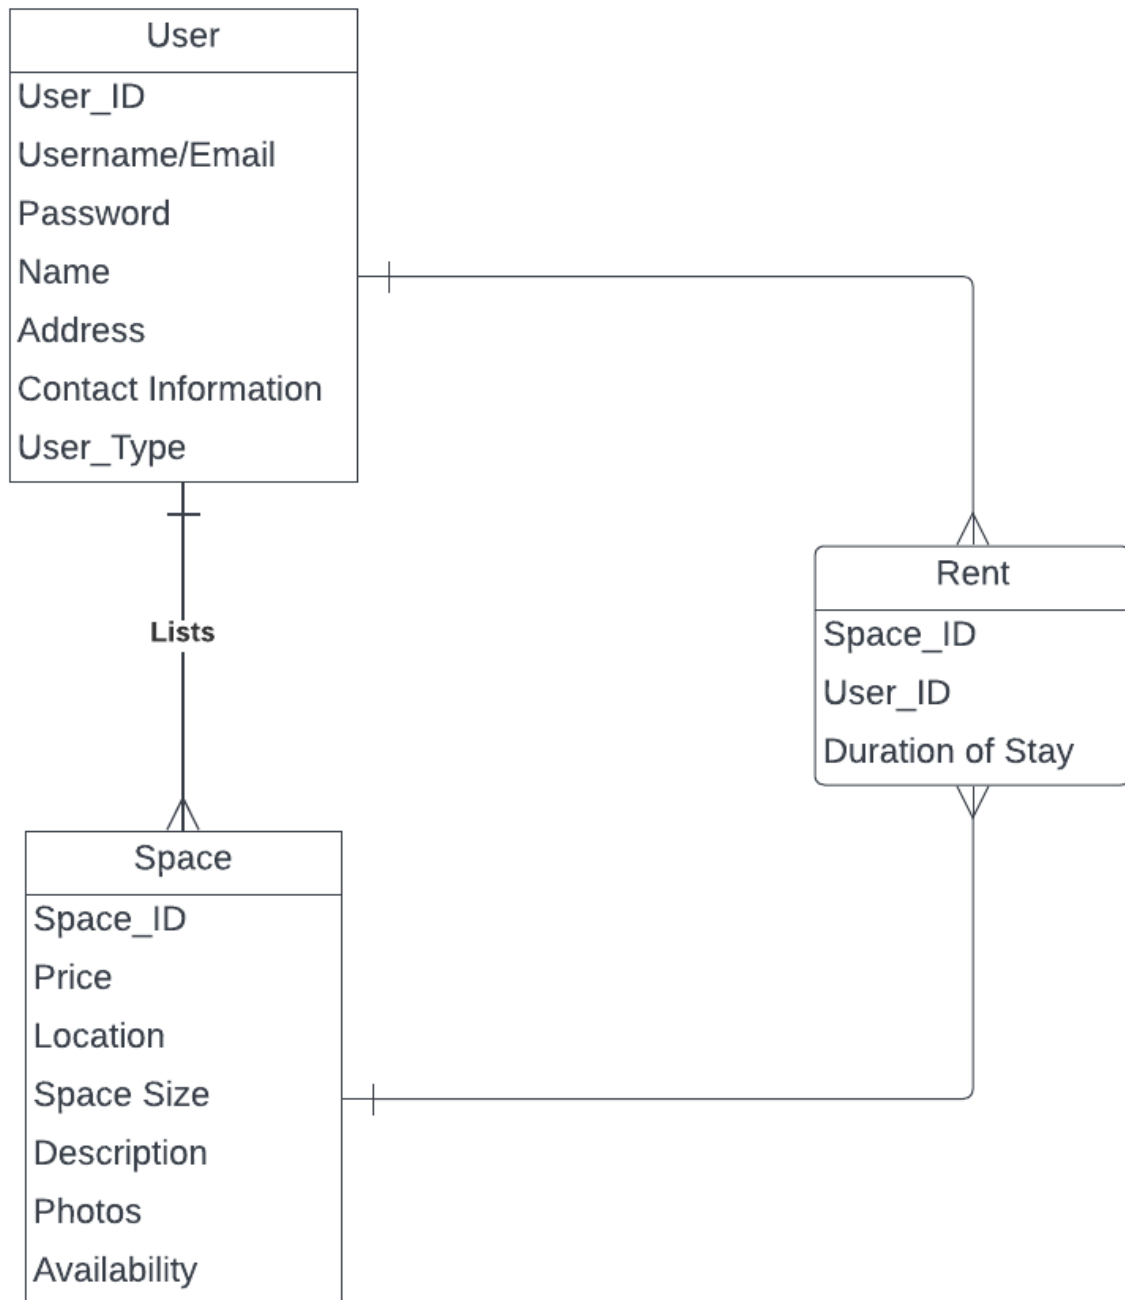 User
User_ID
Username/Email
Password
Name
Address
Contact Information
User_Type
Lists
Rent
Space_ID
User_ID
Duration of Stay
Space
Space_ID
Price
Location
Space Size
Description
Photos
Availability